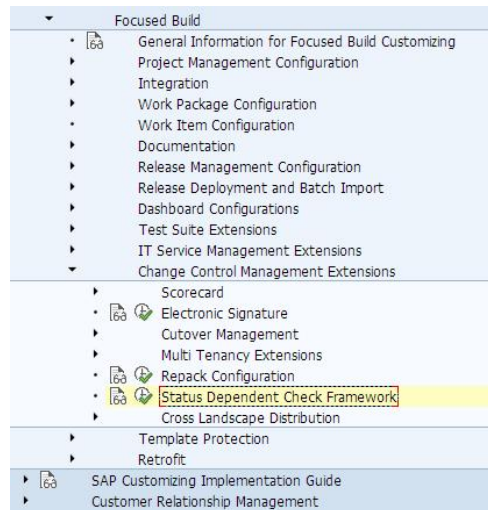 Focused Build
General Information for Focused Build Customizing
Project Management Configuration
Integration
Work Package Configuration
Work Item Configuration
Documentation
Release Management Configuration
Release Deployment and Batch Import
Dashboard Configurations
Test Suite Extensions
IT Service Management Extensions
Change Control Management Extensions
Scorecard
Electronic Signature
Cutover Management
Multi Tenancy Extensions
Repack Configuration
Status Dependent Check Framework
Cross Landscape Distribution
Template Protection
Retrofit
SAP Customizing Implementation Guide
Customer Relationship Management